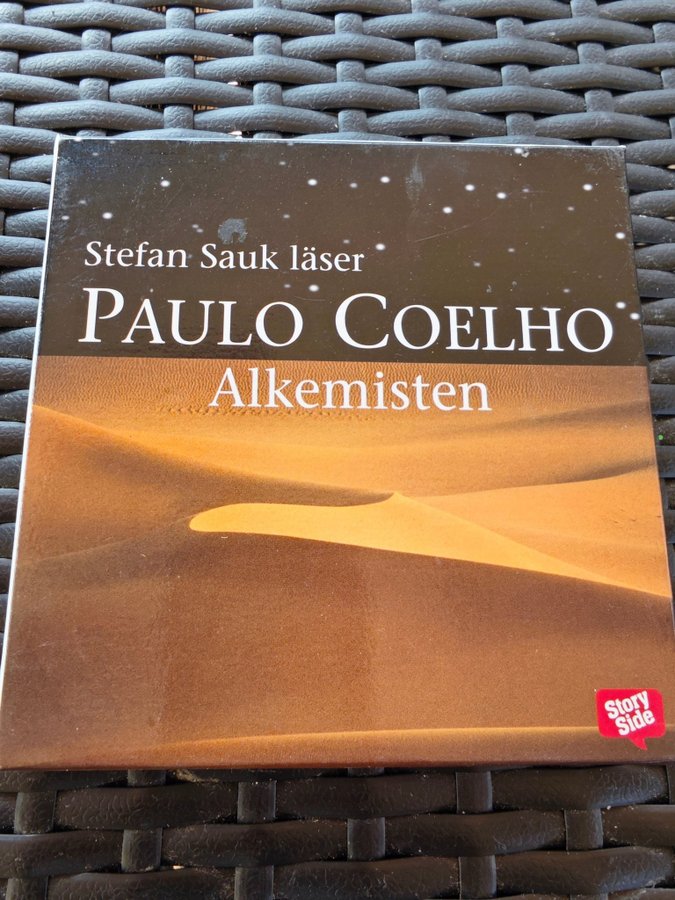 Stefan Sauk läser
PAULO COELHO
Alkemisten
Story
Side